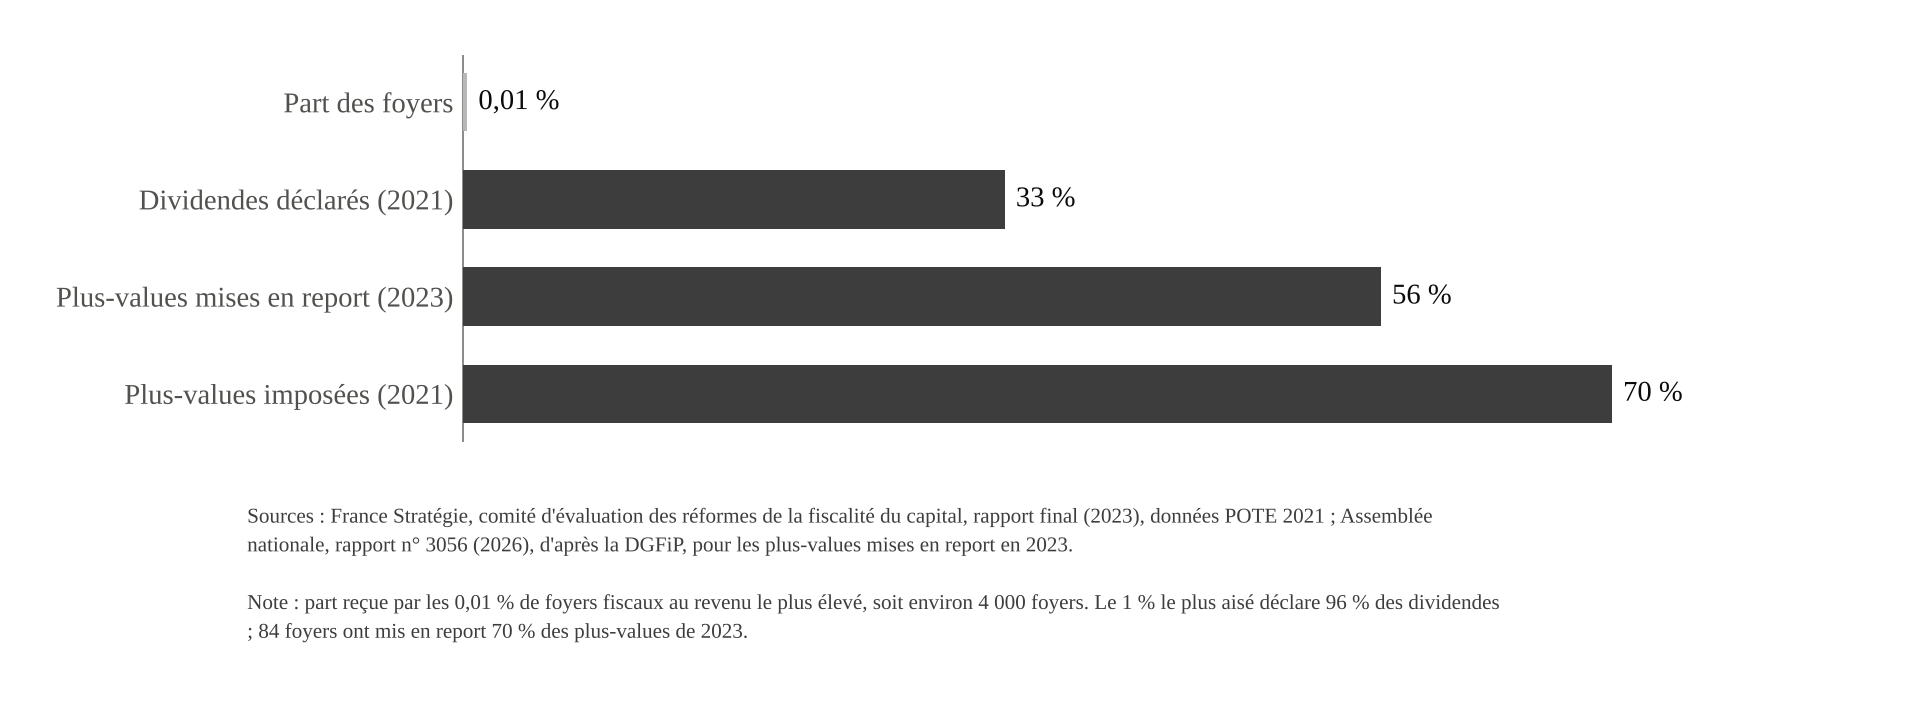 Part des foyers 0,01 %
Dividendes déclarés (2021) 33 %
Plus-values mises en report (2023) 56 %
Plus-values imposées (2021) 70 %
Sources : France Stratégie, comité d'évaluation des réformes de la fiscalité du capital, rapport final (2023), données POTE 2021 ; Assemblée
nationale, rapport n° 3056 (2026), d'après la DGFiP, pour les plus-values mises en report en 2023.
Note : part reçue par les 0,01 % de foyers fiscaux au revenu le plus élevé, soit environ 4 000 foyers. Le 1 % le plus aisé déclare 96 % des dividendes
; 84 foyers ont mis en report 70 % des plus-values de 2023.